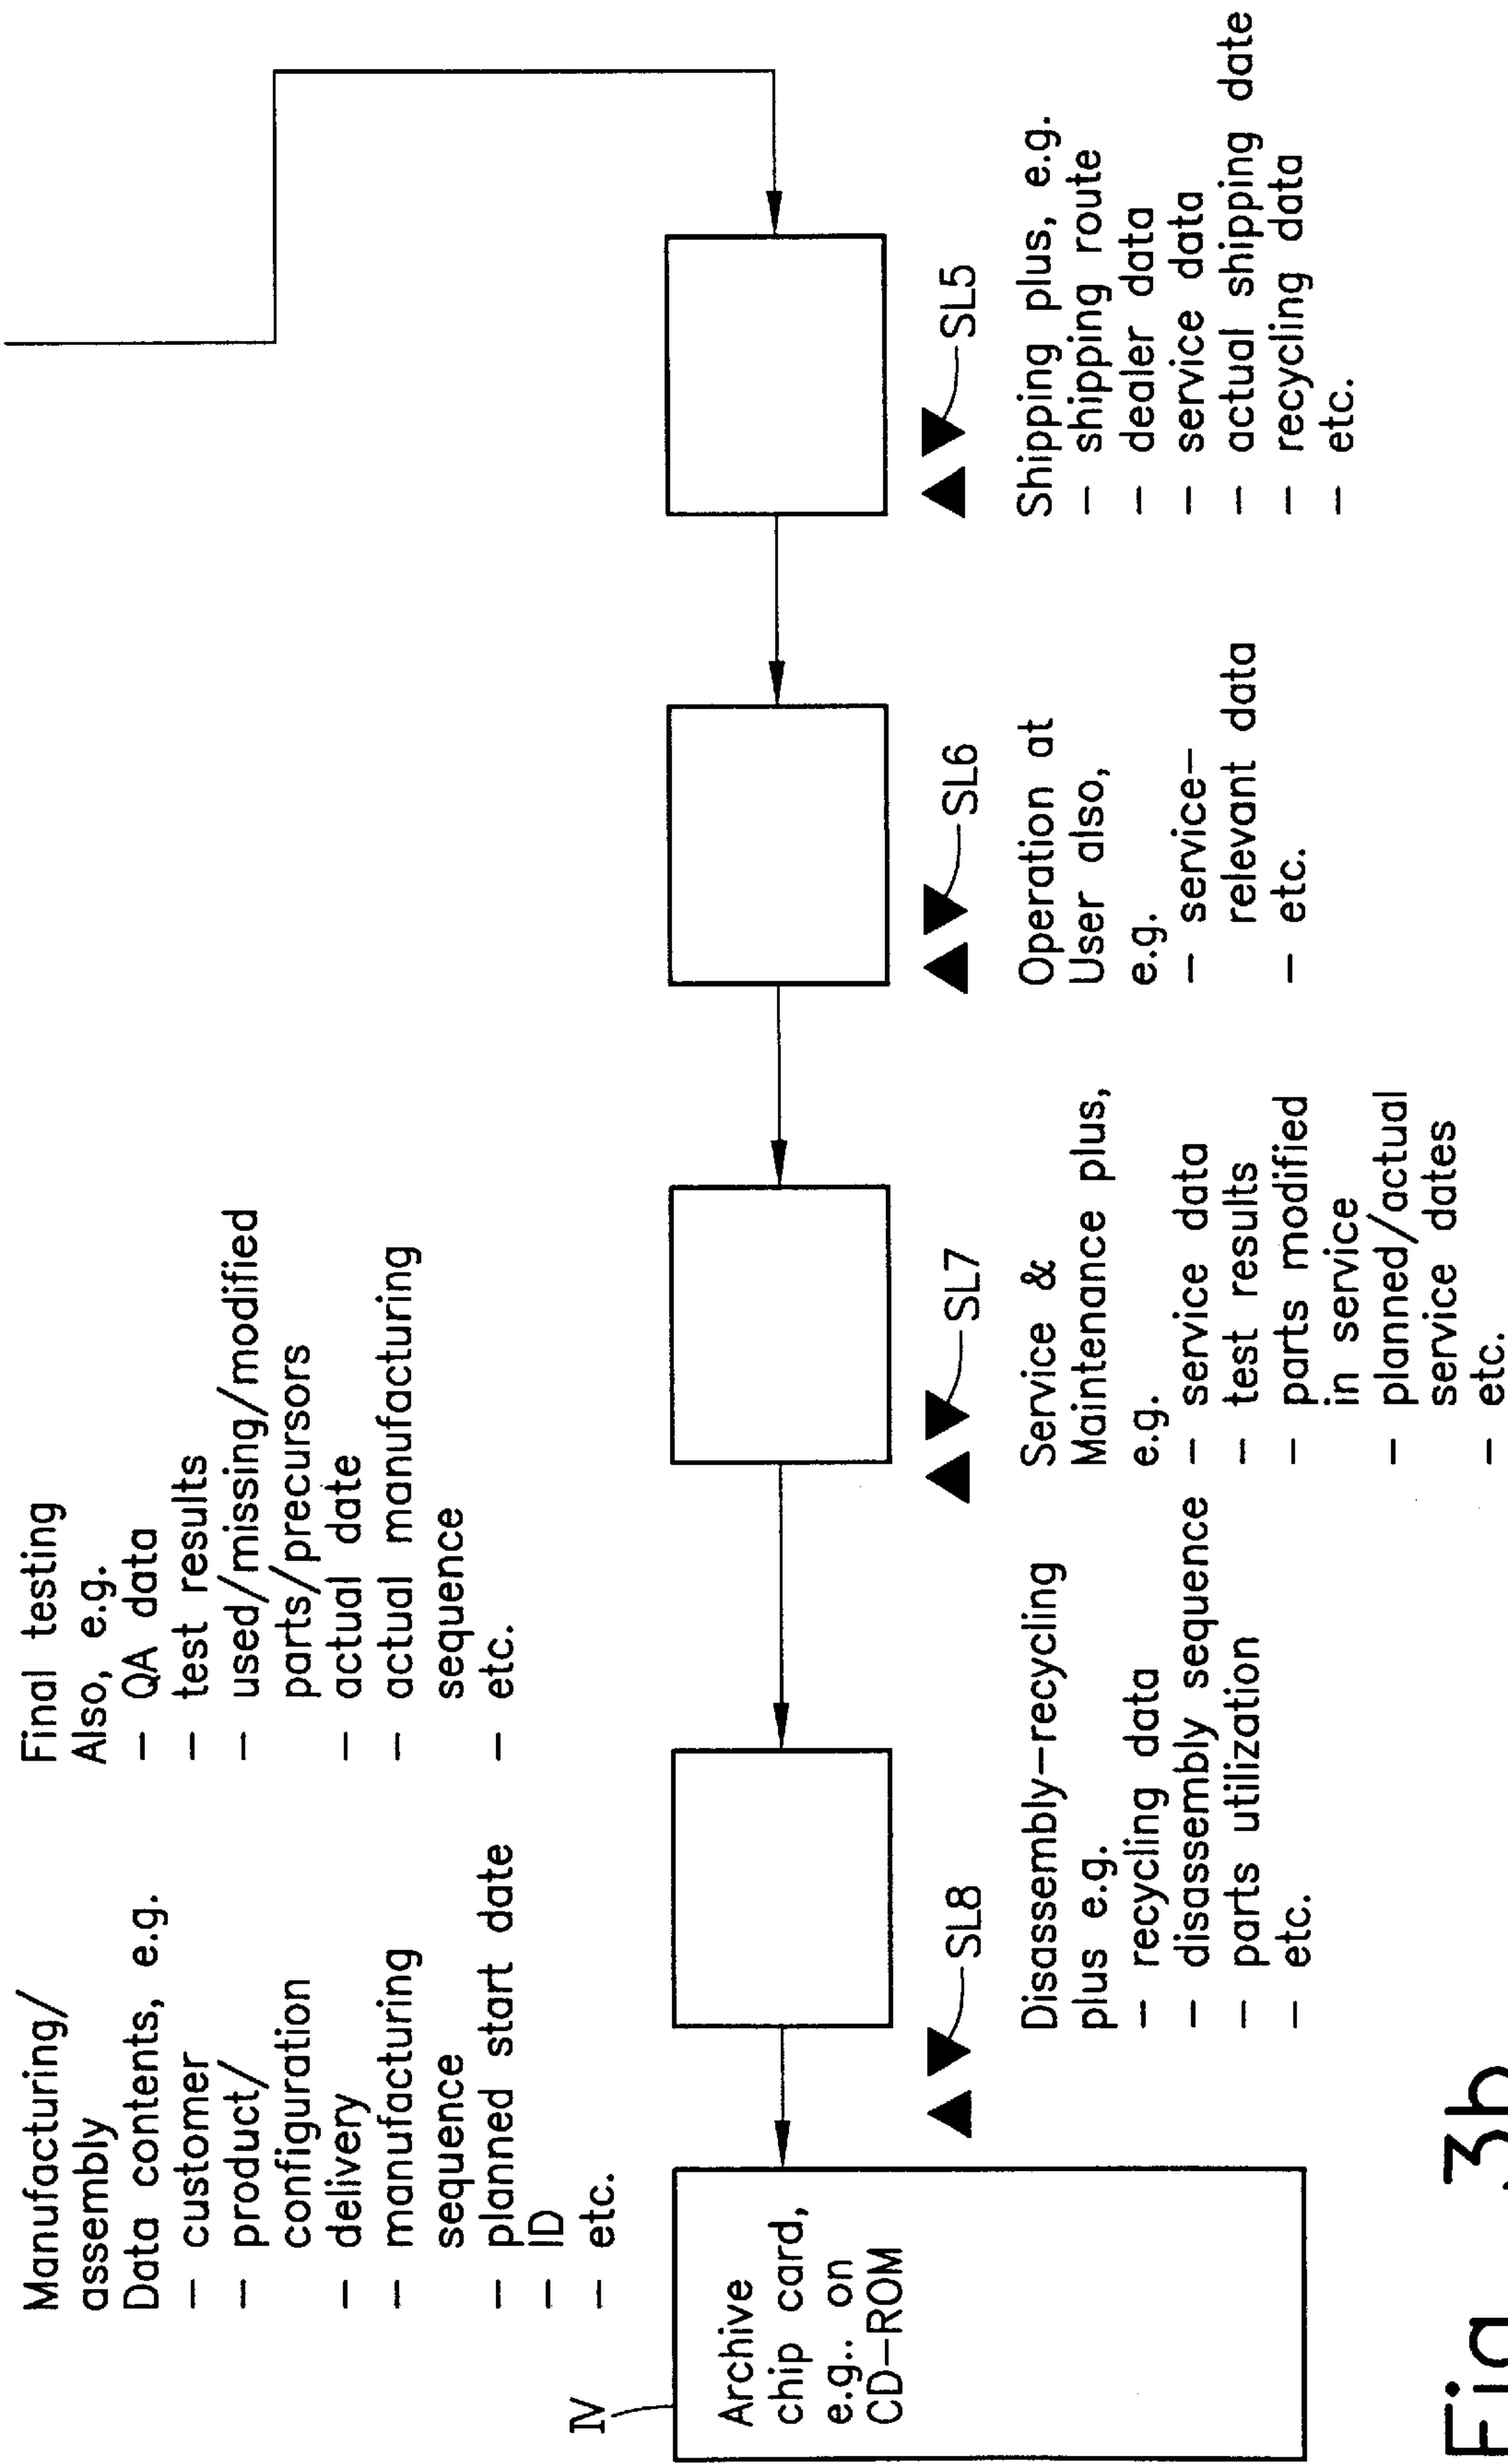 Manufacturing/
assembly
Data contents, e.g.
– customer
– product/
configuration
– delivery
– manufacturing
sequence
– planned start date
– ID
– etc.
Final testing
Also, e.g.
– QA data
– test results
– used/missing/modified
parts/precursors
– actual date
– actual manufacturing
sequence
– etc.
IV
Archive
chip card,
e.g.. on
CD–ROM
SL8
Disassembly–recycling
plus e.g.
– recycling data
– disassembly sequence
– parts utilization
– etc.
SL7
Service &
Maintenance plus,
e.g.
– service data
– test results
– parts modified
in service
– planned/actual
service dates
– etc.
SL6
Operation at
User also,
e.g.
– service–
relevant data
– etc.
SL5
Shipping plus, e.g.
– shipping route
– dealer data
– service data
– actual shipping date
– recycling data
– etc.
Fig. 3b